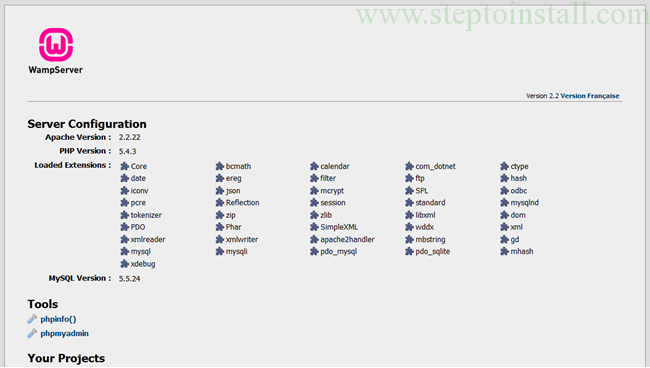 www.steptoinstall.com
W
WampServer
Version 2.2 Version Française
Server Configuration
Apache Version : 2.2.22
PHP Version : 5.4.3
Loaded Extensions : Core bcmath calendar com_dotnet ctype
date ereg filter ftp hash
iconv json mcrypt SPL odbc
pcre Reflection session standard mysqlnd
tokenizer zip zlib libxml dom
PDO Phar SimpleXML wddx xml
xmlreader xmlwriter apache2handler mbstring gd
mysql mysqli pdo_mysql pdo_sqlite mhash
xdebug
MySQL Version : 5.5.24
Tools
phpinfo()
phpmyadmin
Your Projects